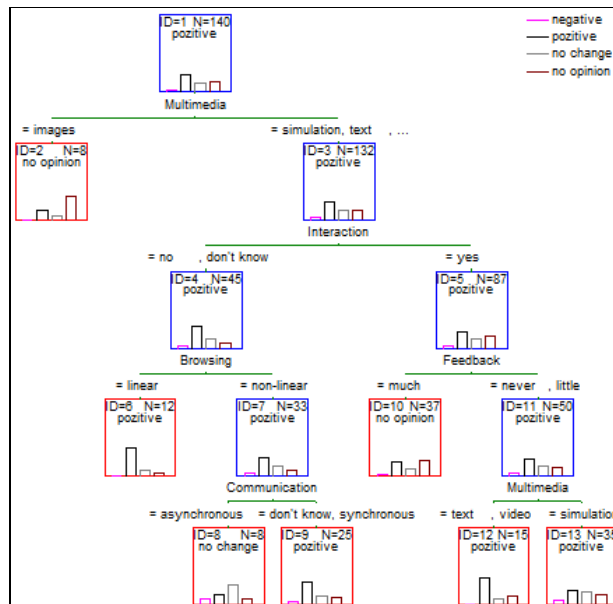 ID=1 N=140
pozitive
negative
pozitive
no change
no opinion
Multimedia
= images
= simulation, text , ...
ID=2 N=8
no opinion
ID=3 N=132
pozitive
Interaction
= no , don't know
= yes
ID=4 N=45
pozitive
ID=5 N=87
pozitive
Browsing
Feedback
= linear
= non-linear
= much
= never , little
ID=6 N=12
pozitive
ID=7 N=33
pozitive
ID=10 N=37
no opinion
ID=11 N=50
pozitive
Communication
Multimedia
= asynchronous
= don't know, synchronous
= text , video
= simulation
ID=8 N=8
no change
ID=9 N=25
pozitive
ID=12 N=15
pozitive
ID=13 N=35
pozitive